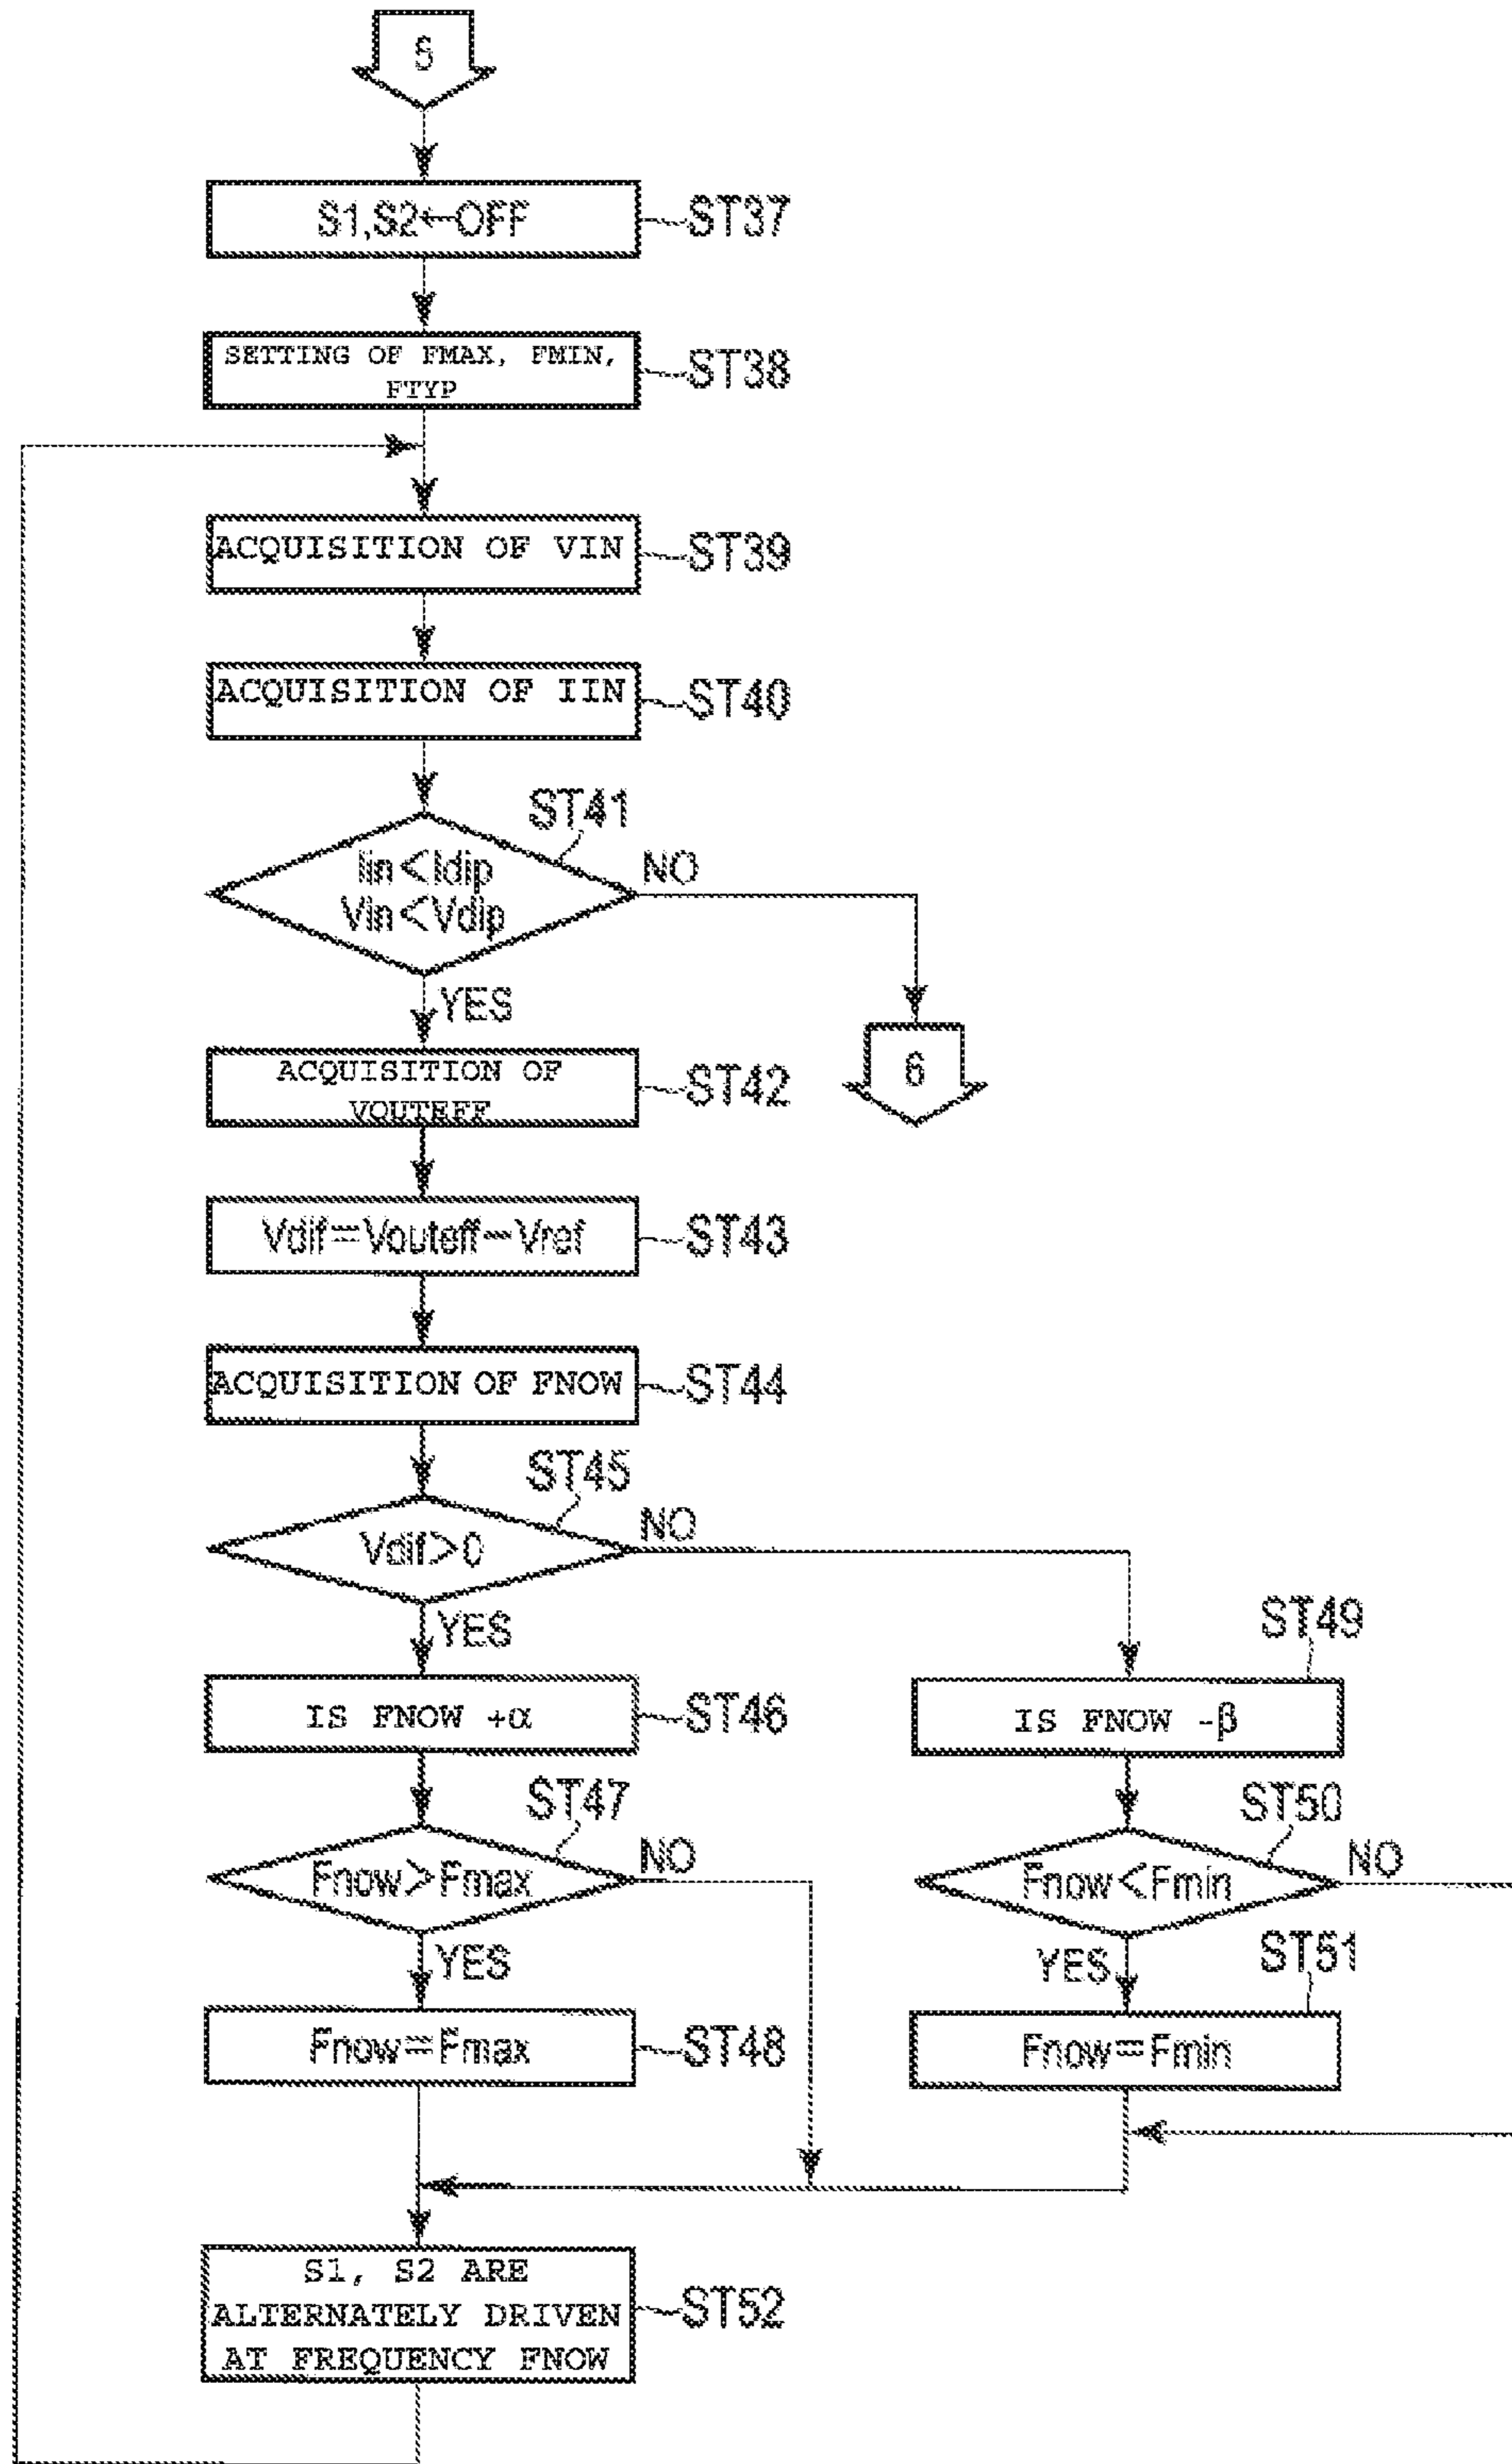 5
S1,S2←OFF
ST37
SETTING OF FMAX, FMIN,
FTYP
ST38
ACQUISITION OF VIN
ST39
ACQUISITION OF IIN
ST40
ST41
Iin<Idip
Vin<Vdip
NO
YES
6
ACQUISITION OF
VOUTEFF
ST42
Vdif=Vouteff-Vref
ST43
ACQUISITION OF FNOW
ST44
ST45
Vdif>0
NO
YES
IS FNOW +α
ST46
ST49
IS FNOW -β
ST47
Fnow>Fmax
NO
YES
ST50
Fnow<Fmin
NO
YES
Fnow=Fmax
ST48
ST51
Fnow=Fmin
S1, S2 ARE
ALTERNATELY DRIVEN
AT FREQUENCY FNOW
ST52